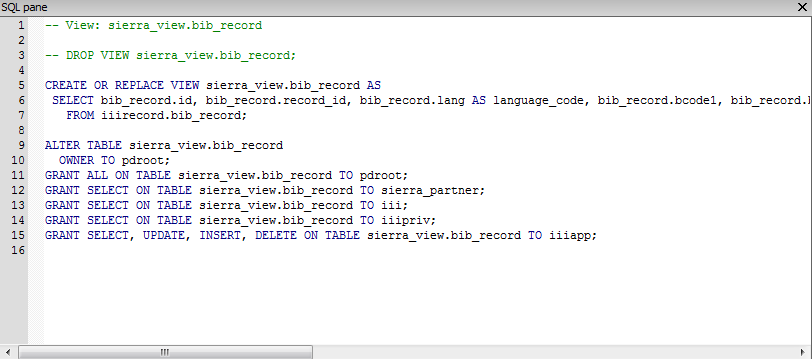 SQL pane
1 -- View: sierra_view.bib_record
2
3 -- DROP VIEW sierra_view.bib_record;
4
5 CREATE OR REPLACE VIEW sierra_view.bib_record AS
6  SELECT bib_record.id, bib_record.record_id, bib_record.lang AS language_code, bib_record.bcode1, bib_record.
7    FROM iiirecord.bib_record;
8
9 ALTER TABLE sierra_view.bib_record
10   OWNER TO pdroot;
11 GRANT ALL ON TABLE sierra_view.bib_record TO pdroot;
12 GRANT SELECT ON TABLE sierra_view.bib_record TO sierra_partner;
13 GRANT SELECT ON TABLE sierra_view.bib_record TO iii;
14 GRANT SELECT ON TABLE sierra_view.bib_record TO iiipriv;
15 GRANT SELECT, UPDATE, INSERT, DELETE ON TABLE sierra_view.bib_record TO iiiapp;
16